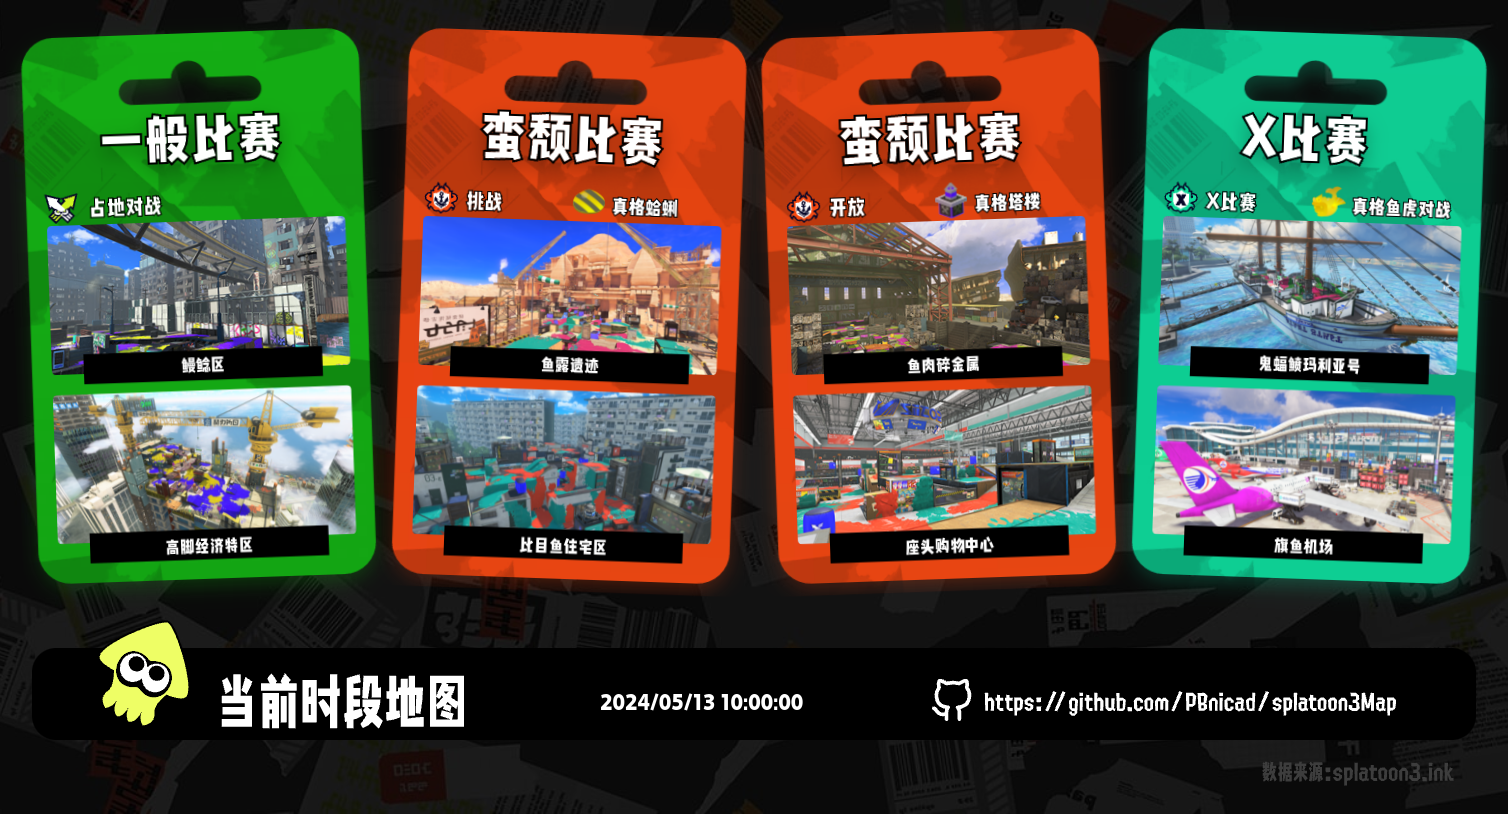 一般比赛
占地对战
鳗鲶区
高脚经济特区
蛮颓比赛
挑战
真格蛤蜊
鱼露遗迹
比目鱼住宅区
蛮颓比赛
开放
真格塔楼
鱼肉碎金属
座头购物中心
X比赛
X比赛
真格鱼虎对战
鬼蝠鲼玛利亚号
旗鱼机场
当前时段地图
2024/05/13 10:00:00
https://github.com/PBnicad/splatoon3Map
数据来源:splatoon3.ink